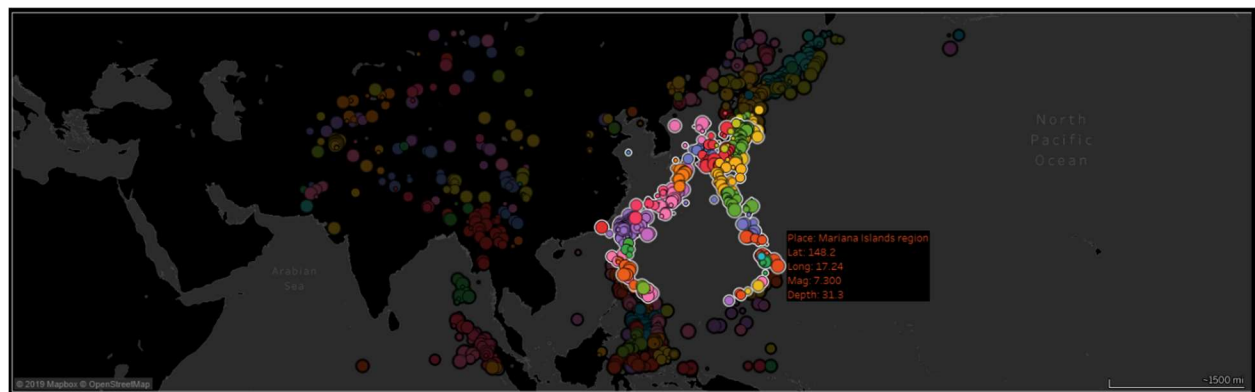 North
Pacific
Ocean
Place: Mariana Islands region
Lat: 148.2
Long: 17.24
Mag: 7.300
Depth: 31.3
Arabian
Sea
© 2019 Mapbox © OpenStreetMap
~1500 mi